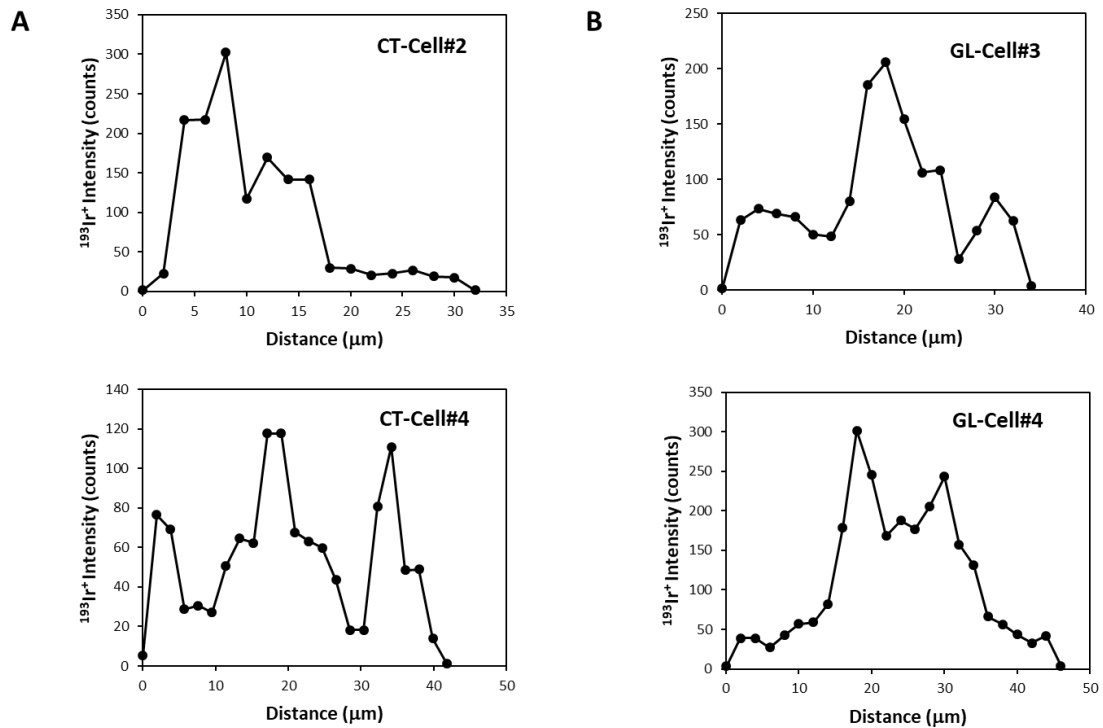 A
CT-Cell#2
¹⁹³Ir⁺ Intensity (counts)
350
300
250
200
150
100
50
0
0 5 10 15 20 25 30 35
Distance (μm)
B
GL-Cell#3
¹⁹³Ir⁺ Intensity (counts)
250
200
150
100
50
0
0 10 20 30 40
Distance (μm)
CT-Cell#4
¹⁹³Ir⁺ Intensity (counts)
140
120
100
80
60
40
20
0
0 10 20 30 40 50
Distance (μm)
GL-Cell#4
¹⁹³Ir⁺ Intensity (counts)
350
300
250
200
150
100
50
0
0 10 20 30 40 50
Distance (μm)